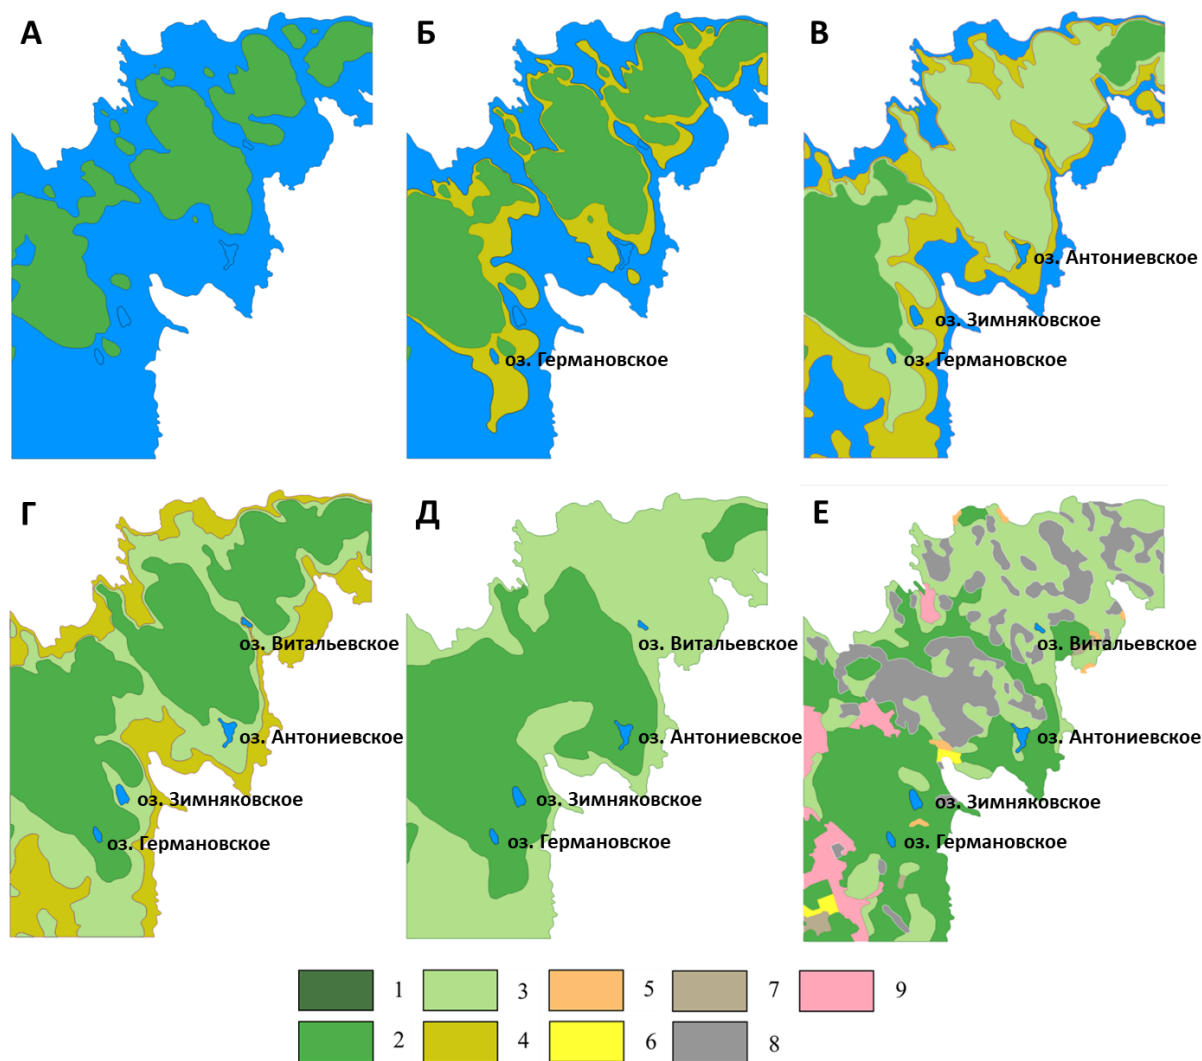 А
Б
В
оз. Антониевское
оз. Зимняковское
оз. Германовское
оз. Германовское
Г
Д
Е
оз. Витальевское
оз. Витальевское
оз. Витальевское
оз. Антониевское
оз. Антониевское
оз. Антониевское
оз. Зимняковское
оз. Зимняковское
оз. Зимняковское
оз. Германовское
оз. Германовское
оз. Германовское
1 3 5 7 9
2 4 6 8